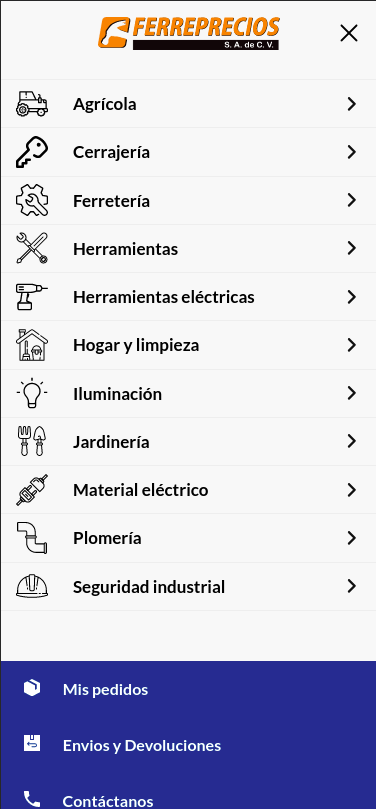 FERREPRECIOS
S. A. de C. V.
Agrícola
Cerrajería
Ferretería
Herramientas
Herramientas eléctricas
Hogar y limpieza
Iluminación
Jardinería
Material eléctrico
Plomería
Seguridad industrial
Mis pedidos
Envios y Devoluciones
Contáctanos